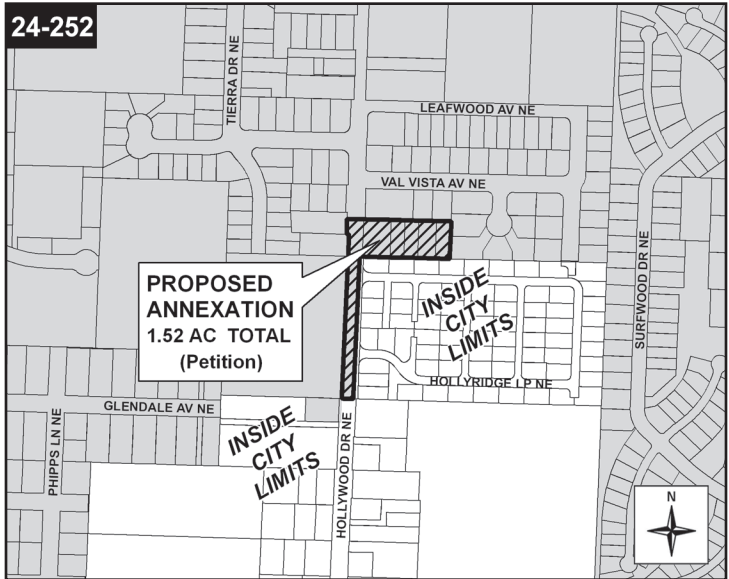 24-252
TIERRA DR NE
LEAFWOOD AV NE
VAL VISTA AV NE
SURFWOOD DR NE
PROPOSED
ANNEXATION
1.52 AC TOTAL
(Petition)
INSIDE
CITY
LIMITS
HOLLYRIDGE LP NE
GLENDALE AV NE
PHIPPS LN NE
INSIDE
CITY
LIMITS
HOLLYWOOD DR NE
N